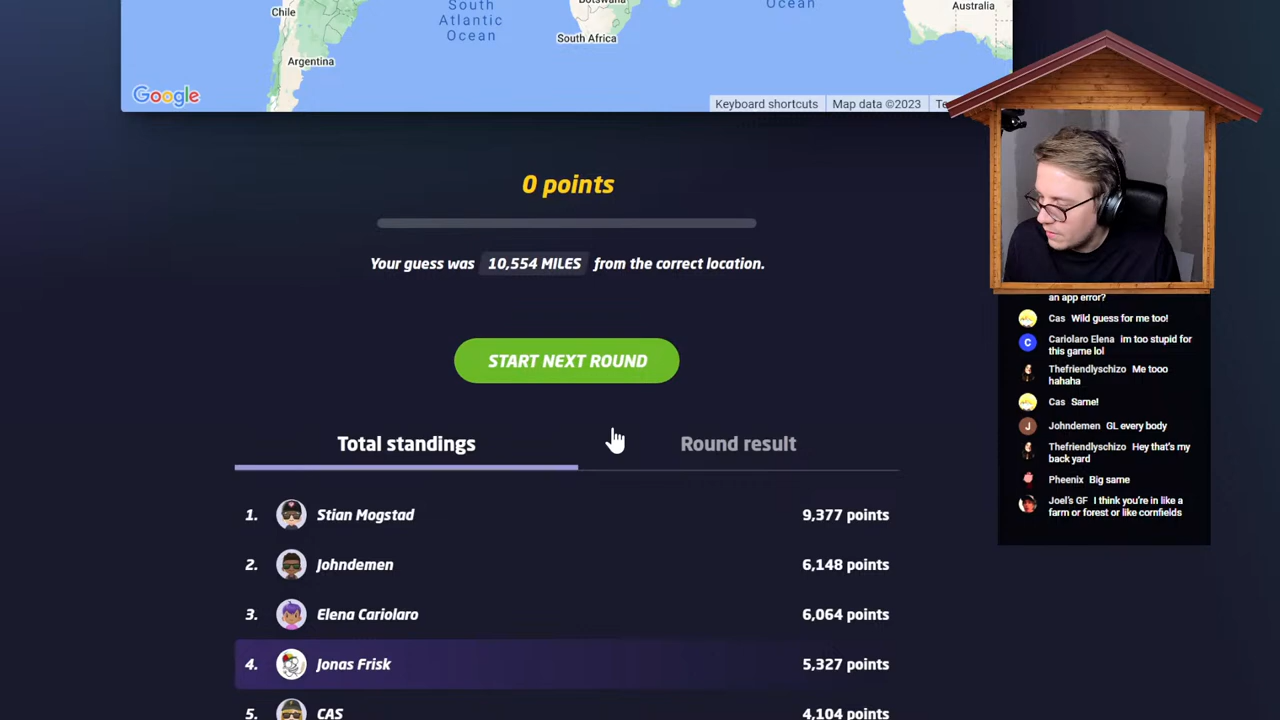 Chile
South
Atlantic
Ocean
Botswana
Ocean
Australia
South Africa
Argentina
Google
Keyboard shortcuts
Map data ©2023
0 points
Your guess was 10,554 MILES from the correct location.
START NEXT ROUND
Total standings
Round result
1. Stian Mogstad 9,377 points
2. Johndemen 6,148 points
3. Elena Cariolaro 6,064 points
4. Jonas Frisk 5,327 points
5. CAS 4,104 points
an app error?
Cas Wild guess for me too!
C
Cariolaro Elena im too stupid for
this game lol
Thefriendlyschizo Me tooo
hahaha
Cas Same!
J
Johndemen GL every body
Thefriendlyschizo Hey that's my
back yard
Pheenix Big same
Joel's GF I think you're in like a
farm or forest or like cornfields